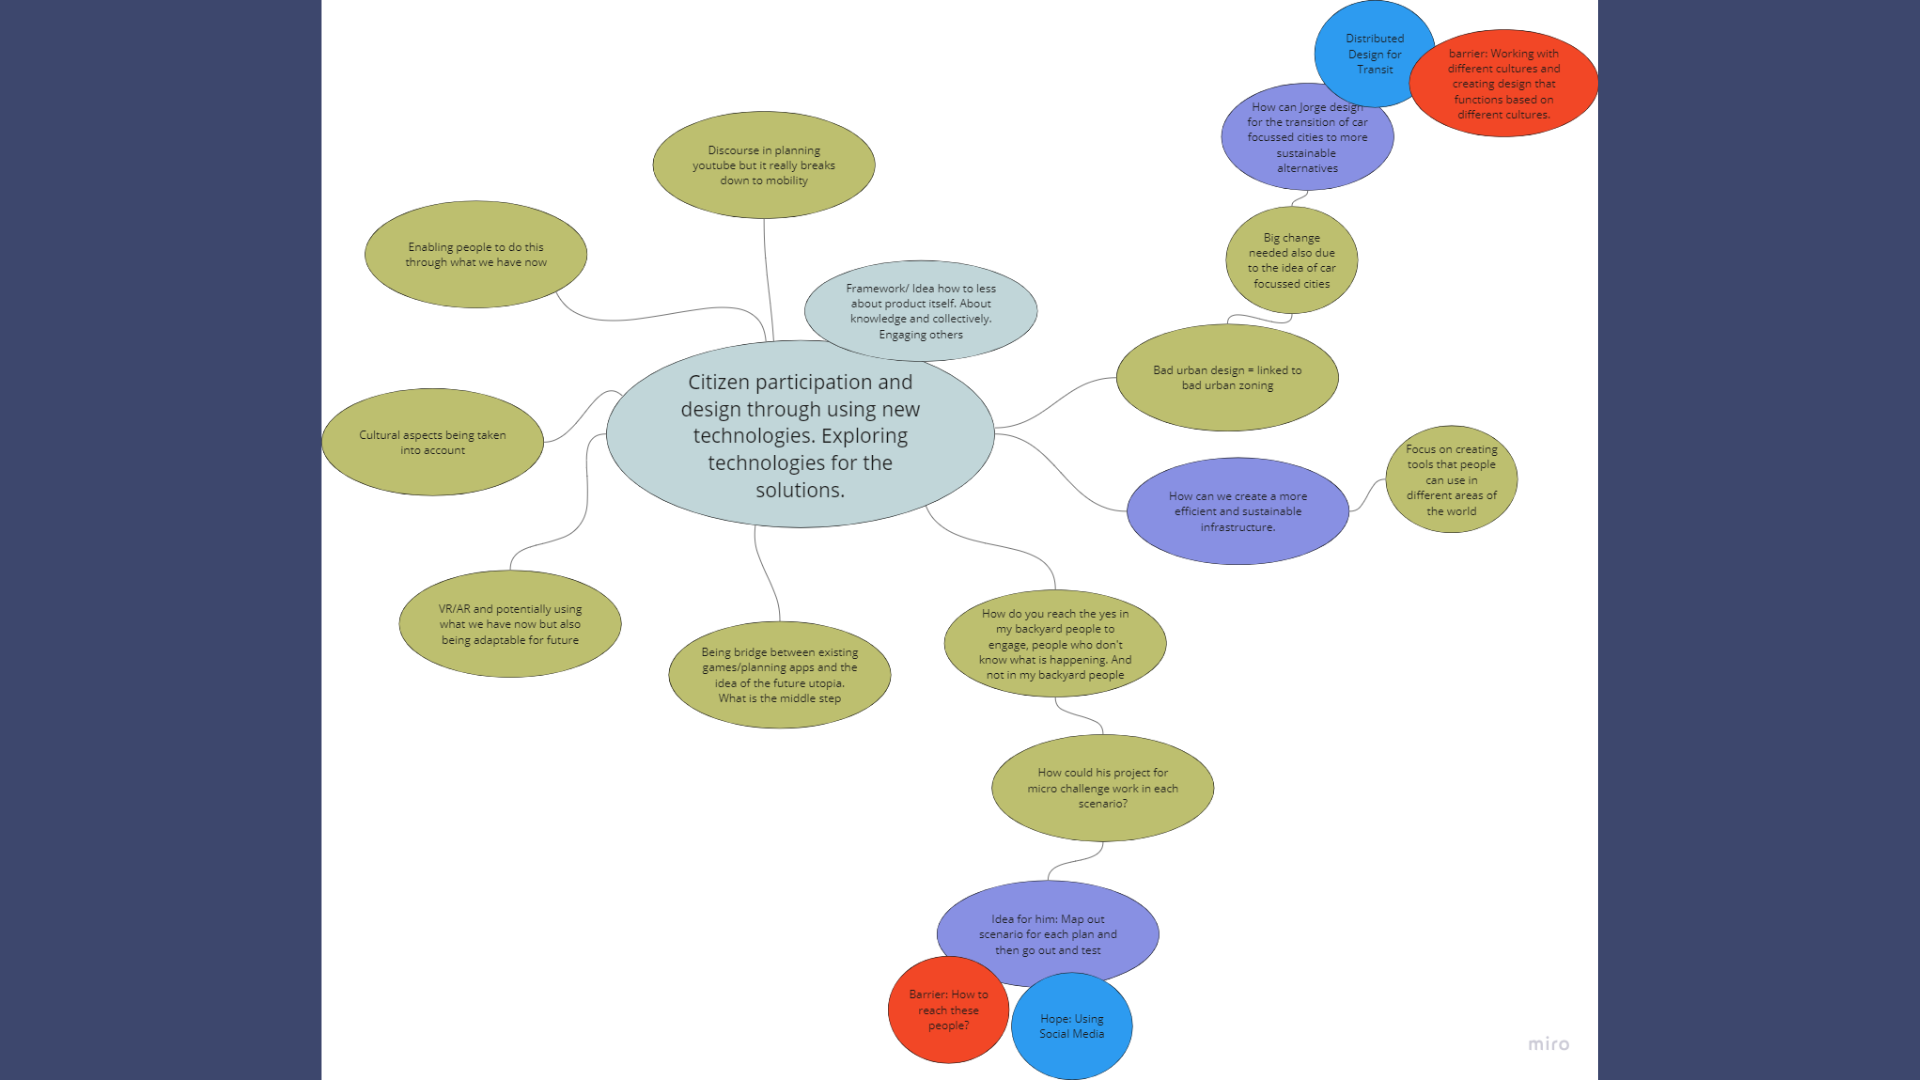 Distributed
Design for
Transit
barrier: Working with
different cultures and
creating design that
functions based on
different cultures.
How can Jorge design
for the transition of car
focussed cities to more
sustainable
alternatives
Discourse in planning
youtube but it really breaks
down to mobility
Enabling people to do this
through what we have now
Big change
needed also due
to the idea of car
focussed cities
Framework/ Idea how to less
about product itself. About
knowledge and collectively.
Engaging others
Citizen participation and
design through using new
technologies. Exploring
technologies for the
solutions.
Bad urban design = linked to
bad urban zoning
Cultural aspects being taken
into account
Focus on creating
tools that people
can use in
different areas of
the world
How can we create a more
efficient and sustainable
infrastructure.
VR/AR and potentially using
what we have now but also
being adaptable for future
Being bridge between existing
games/planning apps and the
idea of the future utopia.
What is the middle step
How do you reach the yes in
my backyard people to
engage, people who don't
know what is happening. And
not in my backyard people
How could his project for
micro challenge work in each
scenario?
Idea for him: Map out
scenario for each plan and
then go out and test
Barrier: How to
reach these
people?
Hope: Using
Social Media
miro